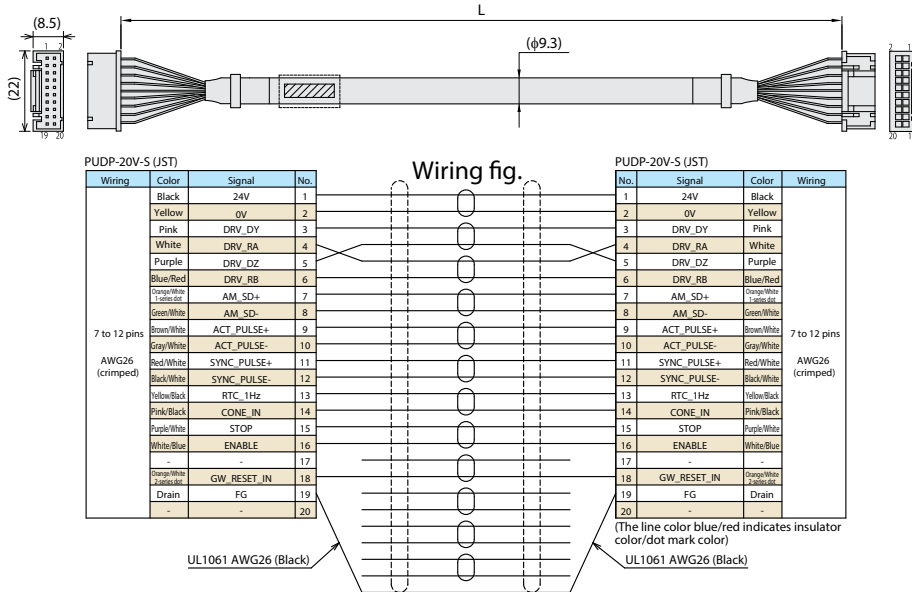 L
(8.5)
(φ9.3)
(22)
1 2
19 20
2 1
20 1
Wiring fig.
PUDP-20V-S (JST)
Wiring Color Signal No.
Black 24V 1
Yellow 0V 2
Pink DRV_DY 3
White DRV_RA 4
Purple DRV_DZ 5
Blue/Red DRV_RB 6
Orange/White 1-series dot AM_SD+ 7
Green/White AM_SD- 8
Brown/White ACT_PULSE+ 9
Gray/White ACT_PULSE- 10
Red/White SYNC_PULSE+ 11
Black/White SYNC_PULSE- 12
Yellow/Black RTC_1Hz 13
Pink/Black CONE_IN 14
Purple/White STOP 15
White/Blue ENABLE 16
- - 17
Orange/White 2-series dot GW_RESET_IN 18
Drain FG 19
- - 20
7 to 12 pins
AWG26
(crimped)
UL1061 AWG26 (Black)
PUDP-20V-S (JST)
No. Signal Color Wiring
1 24V Black
2 0V Yellow
3 DRV_DY Pink
4 DRV_RA White
5 DRV_DZ Purple
6 DRV_RB Blue/Red
7 AM_SD+ Orange/White 1-series dot
8 AM_SD- Green/White
9 ACT_PULSE+ Brown/White
10 ACT_PULSE- Gray/White
11 SYNC_PULSE+ Red/White
12 SYNC_PULSE- Black/White
13 RTC_1Hz Yellow/Black
14 CONE_IN Pink/Black
15 STOP Purple/White
16 ENABLE White/Blue
17 - -
18 GW_RESET_IN Orange/White 2-series dot
19 FG Drain
20 - -
7 to 12 pins
AWG26
(crimped)
(The line color blue/red indicates insulator
color/dot mark color)
UL1061 AWG26 (Black)